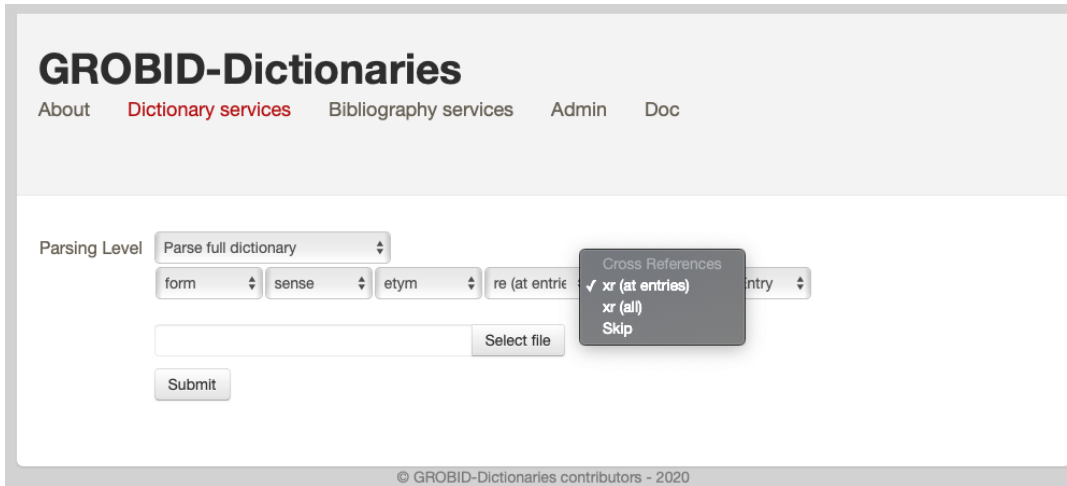 GROBID-Dictionaries
About Dictionary services Bibliography services Admin Doc
Parsing Level Parse full dictionary
Cross References
form sense etym re (at entrie ✓ xr (at entries) ntry
xr (all)
Skip
Select file
Submit
© GROBID-Dictionaries contributors - 2020